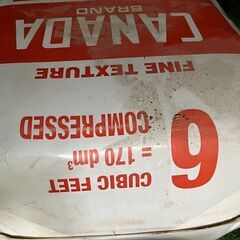 CANADA
BRAND
6
CUBIC FEET
= 170 dm³
COMPRESSED
FINE TEXTURE